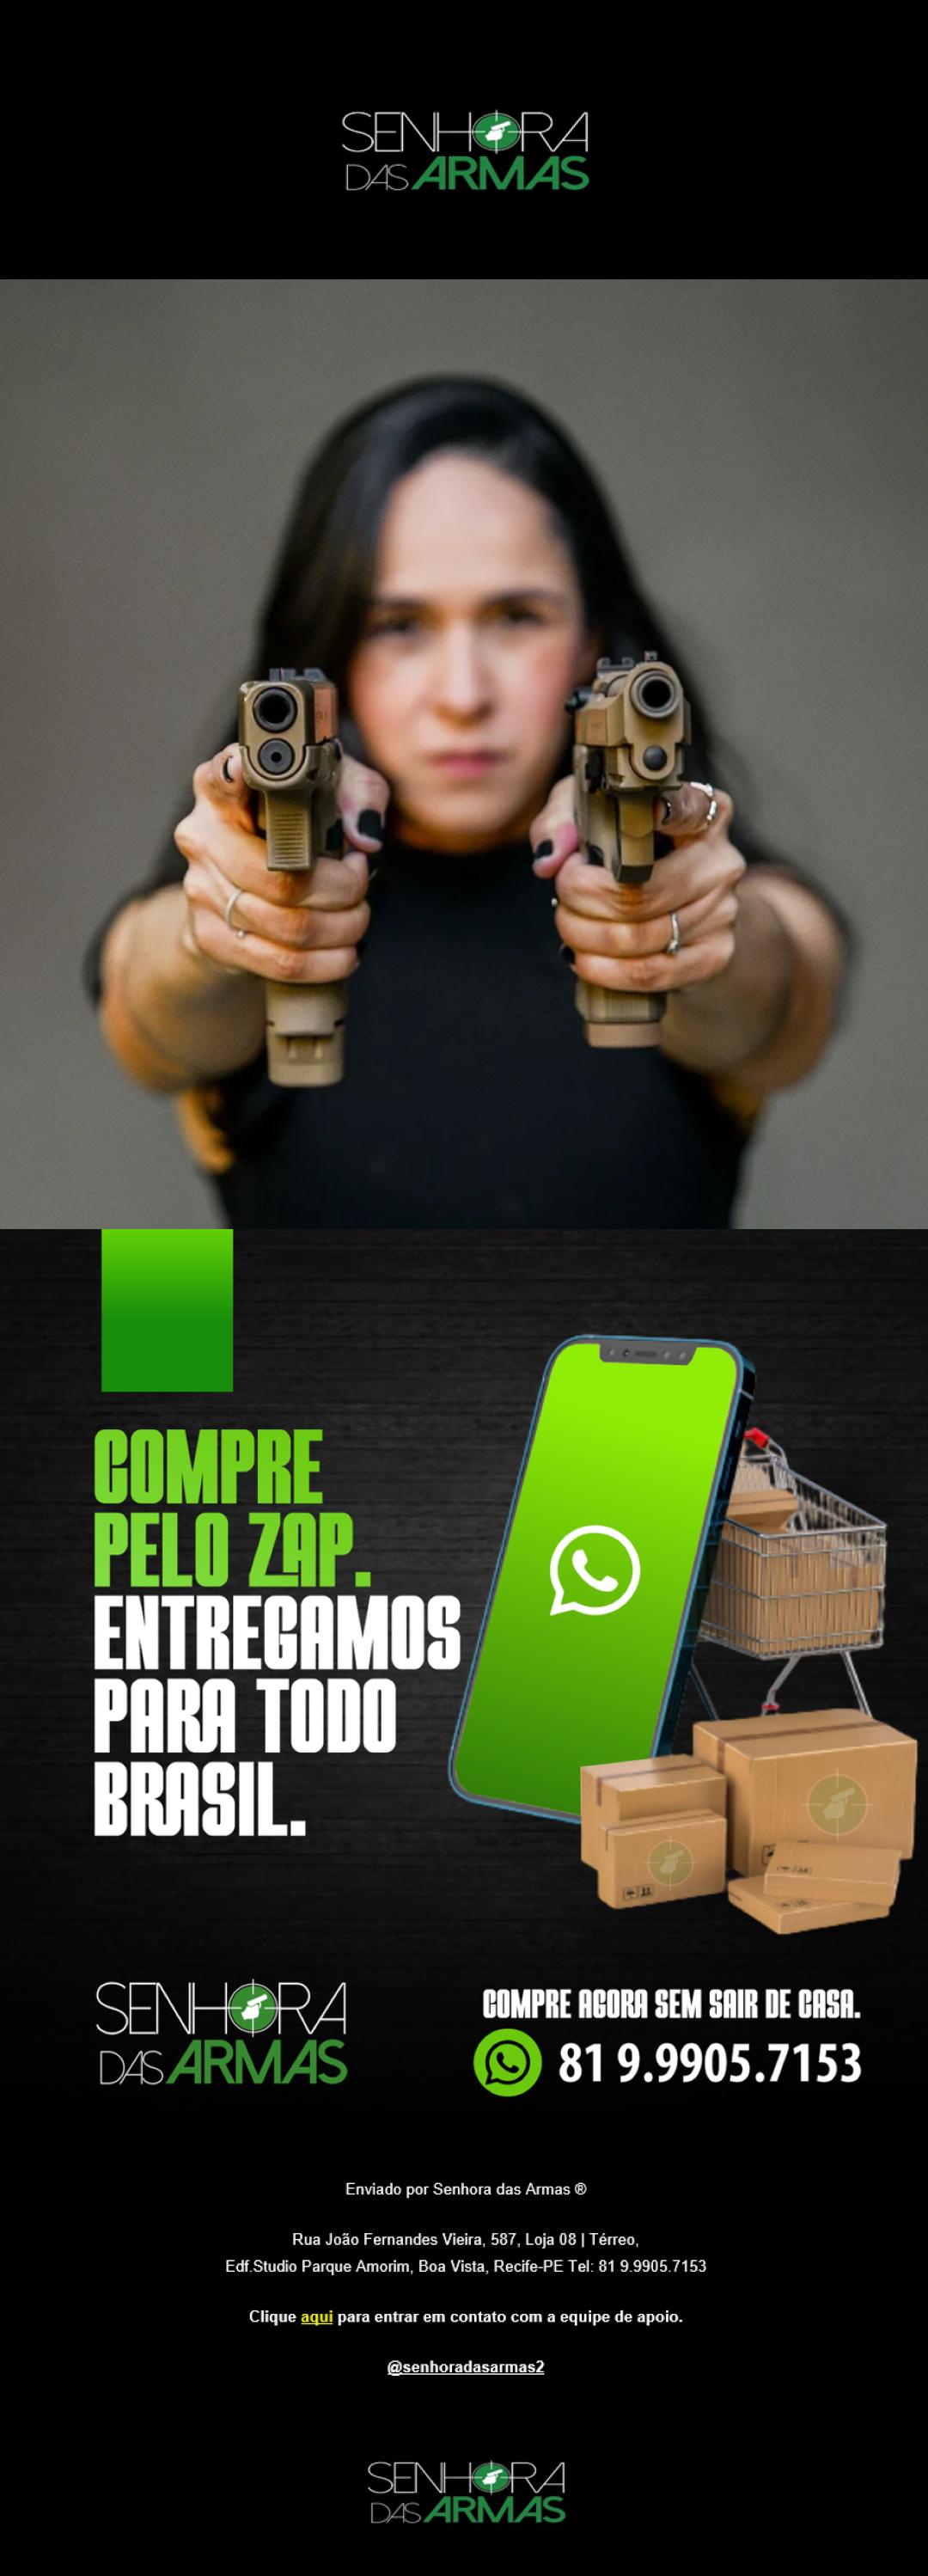 SENHORA
DAS ARMAS
COMPRE
PELO ZAP.
ENTREGAMOS
PARA TODO
BRASIL.
SENHORA
DAS ARMAS
COMPRE AGORA SEM SAIR DE CASA.
81 9.9905.7153
Enviado por Senhora das Armas ®
Rua João Fernandes Vieira, 587, Loja 08 | Térreo,
Edf.Studio Parque Amorim, Boa Vista, Recife-PE Tel: 81 9.9905.7153
Clique aqui para entrar em contato com a equipe de apoio.
@senhoradasarmas2
SENHORA
DAS ARMAS